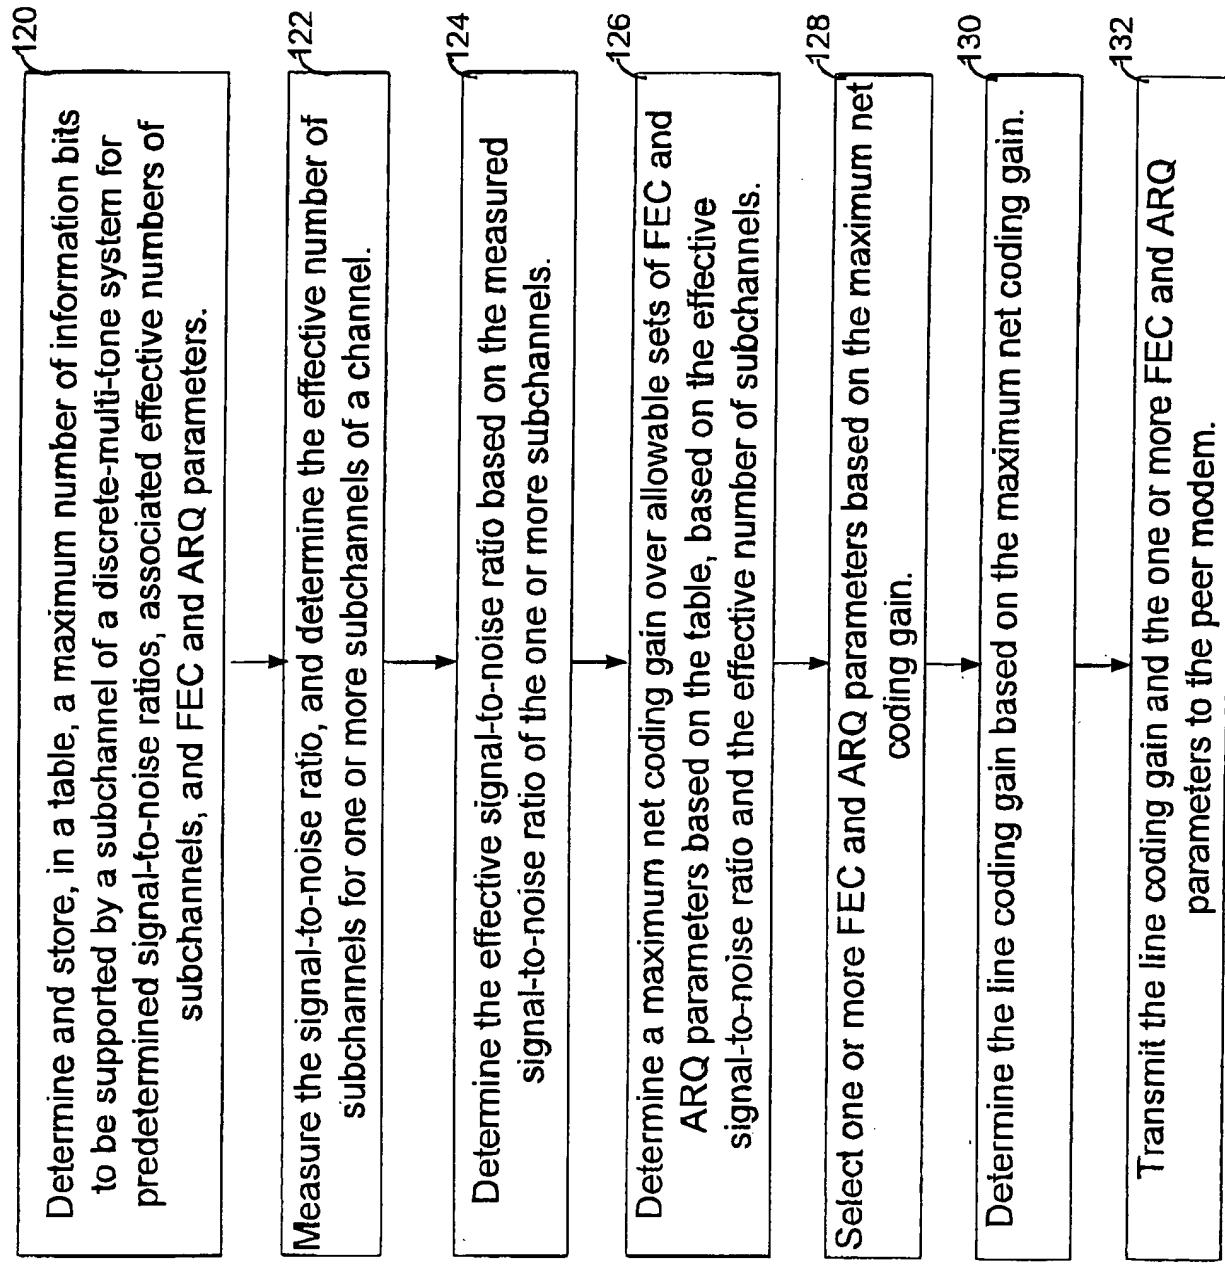 120
Determine and store, in a table, a maximum number of information bits
to be supported by a subchannel of a discrete-multi-tone system for
predetermined signal-to-noise ratios, associated effective numbers of
subchannels, and FEC and ARQ parameters.
122
Measure the signal-to-noise ratio, and determine the effective number of
subchannels for one or more subchannels of a channel.
124
Determine the effective signal-to-noise ratio based on the measured
signal-to-noise ratio of the one or more subchannels.
126
Determine a maximum net coding gain over allowable sets of FEC and
ARQ parameters based on the table, based on the effective
signal-to-noise ratio and the effective number of subchannels.
128
Select one or more FEC and ARQ parameters based on the maximum net
coding gain.
130
Determine the line coding gain based on the maximum net coding gain.
132
Transmit the line coding gain and the one or more FEC and ARQ
parameters to the peer modem.